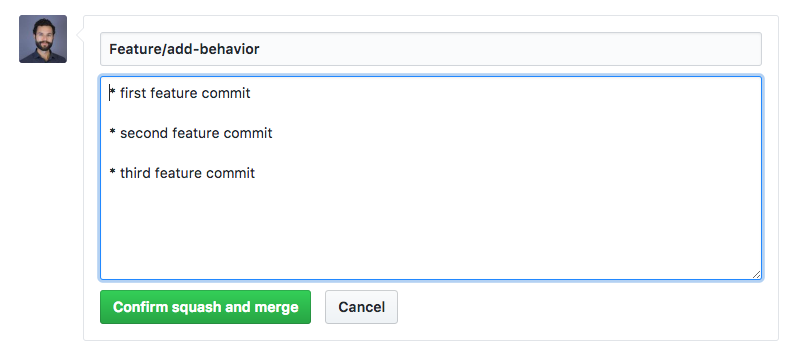 Feature/add-behavior
* first feature commit
* second feature commit
* third feature commit
Confirm squash and merge
Cancel